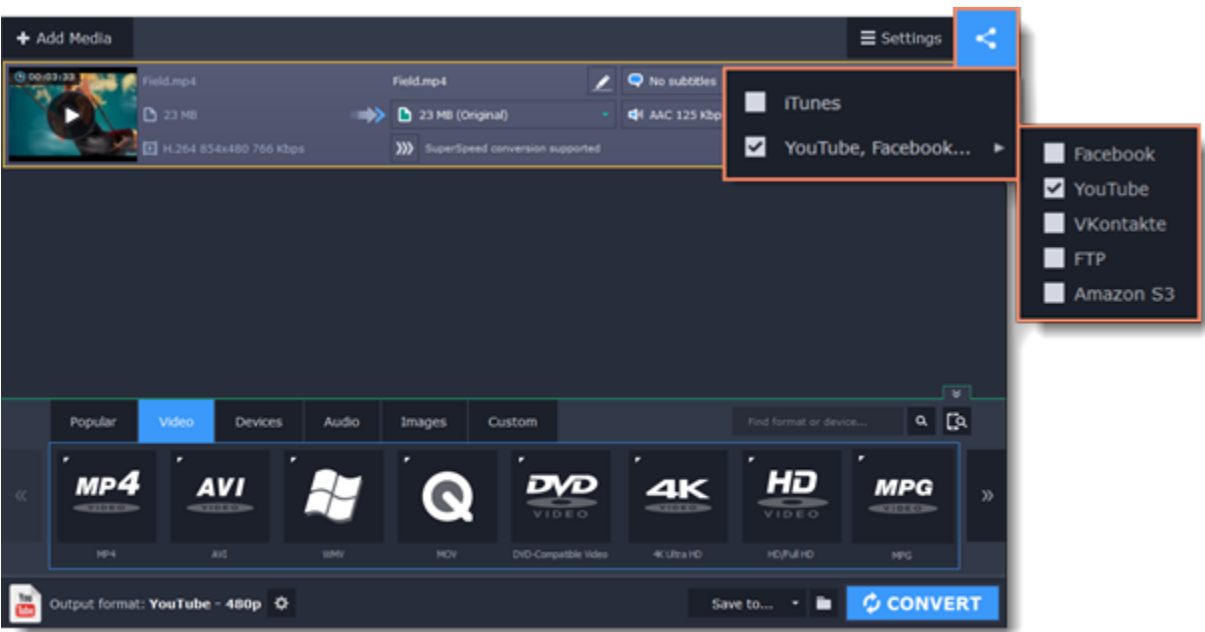 Add Media
Settings
00:03:33
Field.mp4
Field.mp4
No subtitles
23 MB
23 MB (Original)
AAC 125 Kbp
H.264 854x480 766 Kbps
SuperSpeed conversion supported
iTunes
YouTube, Facebook...
Facebook
YouTube
VKontakte
FTP
Amazon S3
Popular
Video
Devices
Audio
Images
Custom
Find format or device...
MP4
VIDEO
AVI
VIDEO
DVD
VIDEO
4K
VIDEO
HD
VIDEO
MPG
VIDEO
MP4
AVI
WMV
MOV
DVD-Compatible Video
4K Ultra HD
HD/Full HD
MPG
You
Tube
Output format: YouTube - 480p
Save to...
CONVERT